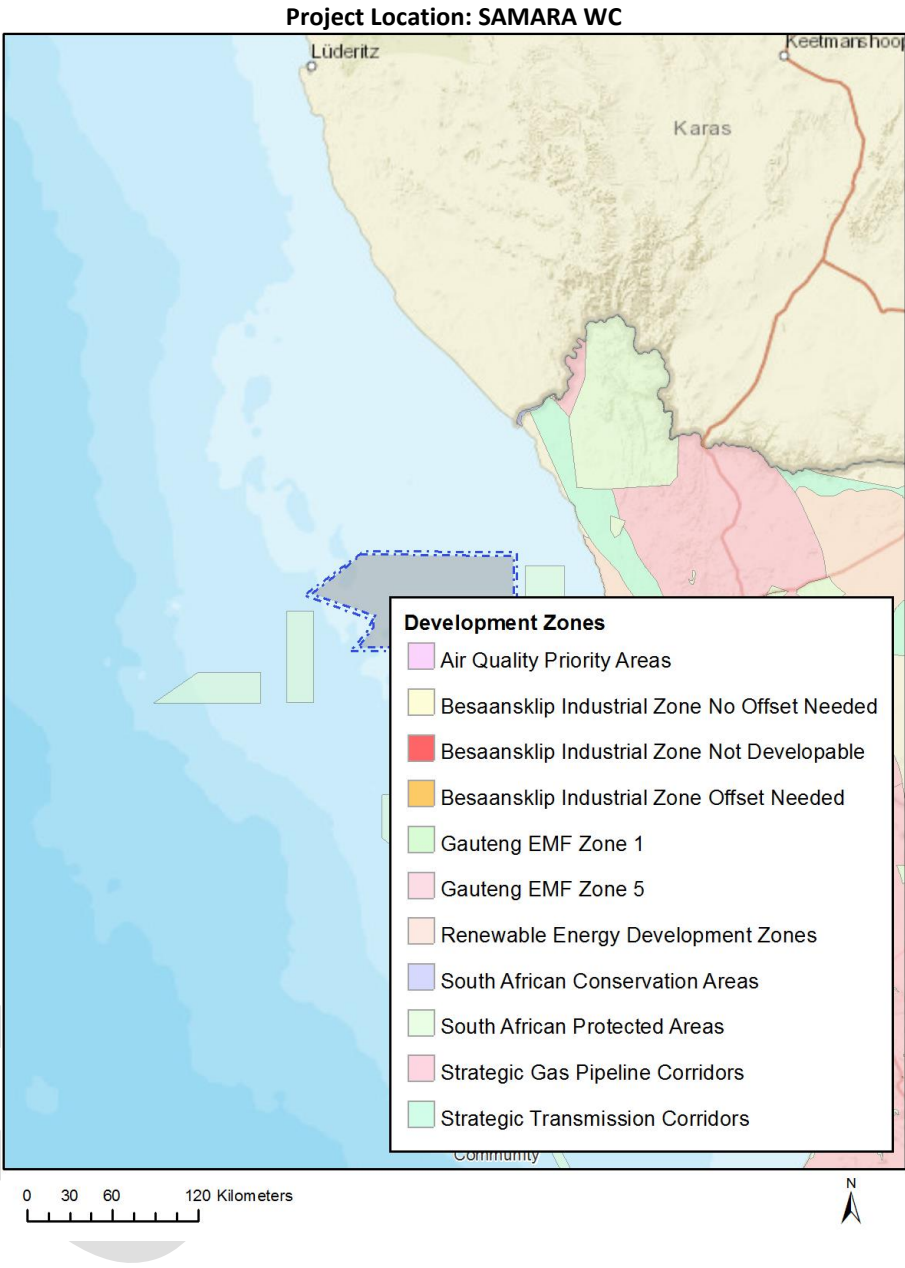 Project Location: SAMARA WC
Lüderitz
Keetmanshoop
Karas
Development Zones
Air Quality Priority Areas
Besaansklip Industrial Zone No Offset Needed
Besaansklip Industrial Zone Not Developable
Besaansklip Industrial Zone Offset Needed
Gauteng EMF Zone 1
Gauteng EMF Zone 5
Renewable Energy Development Zones
South African Conservation Areas
South African Protected Areas
Strategic Gas Pipeline Corridors
Strategic Transmission Corridors
Community
0 30 60 120 Kilometers
N